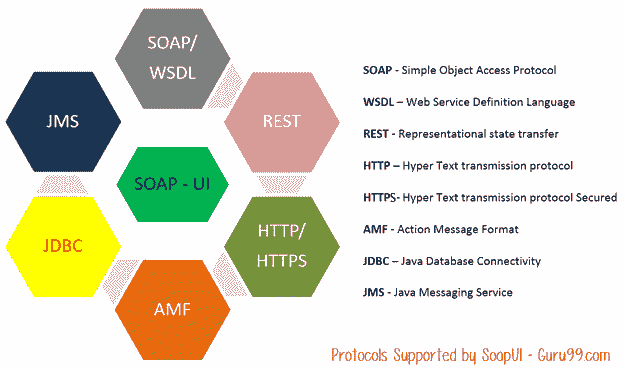 SOAP/
WSDL
JMS
REST
SOAP - UI
JDBC
HTTP/
HTTPS
AMF
SOAP - Simple Object Access Protocol
WSDL – Web Service Definition Language
REST - Representational state transfer
HTTP – Hyper Text transmission protocol
HTTPS- Hyper Text transmission protocol Secured
AMF - Action Message Format
JDBC – Java Database Connectivity
JMS - Java Messaging Service
Protocols Supported by SoapUI - Guru99.com